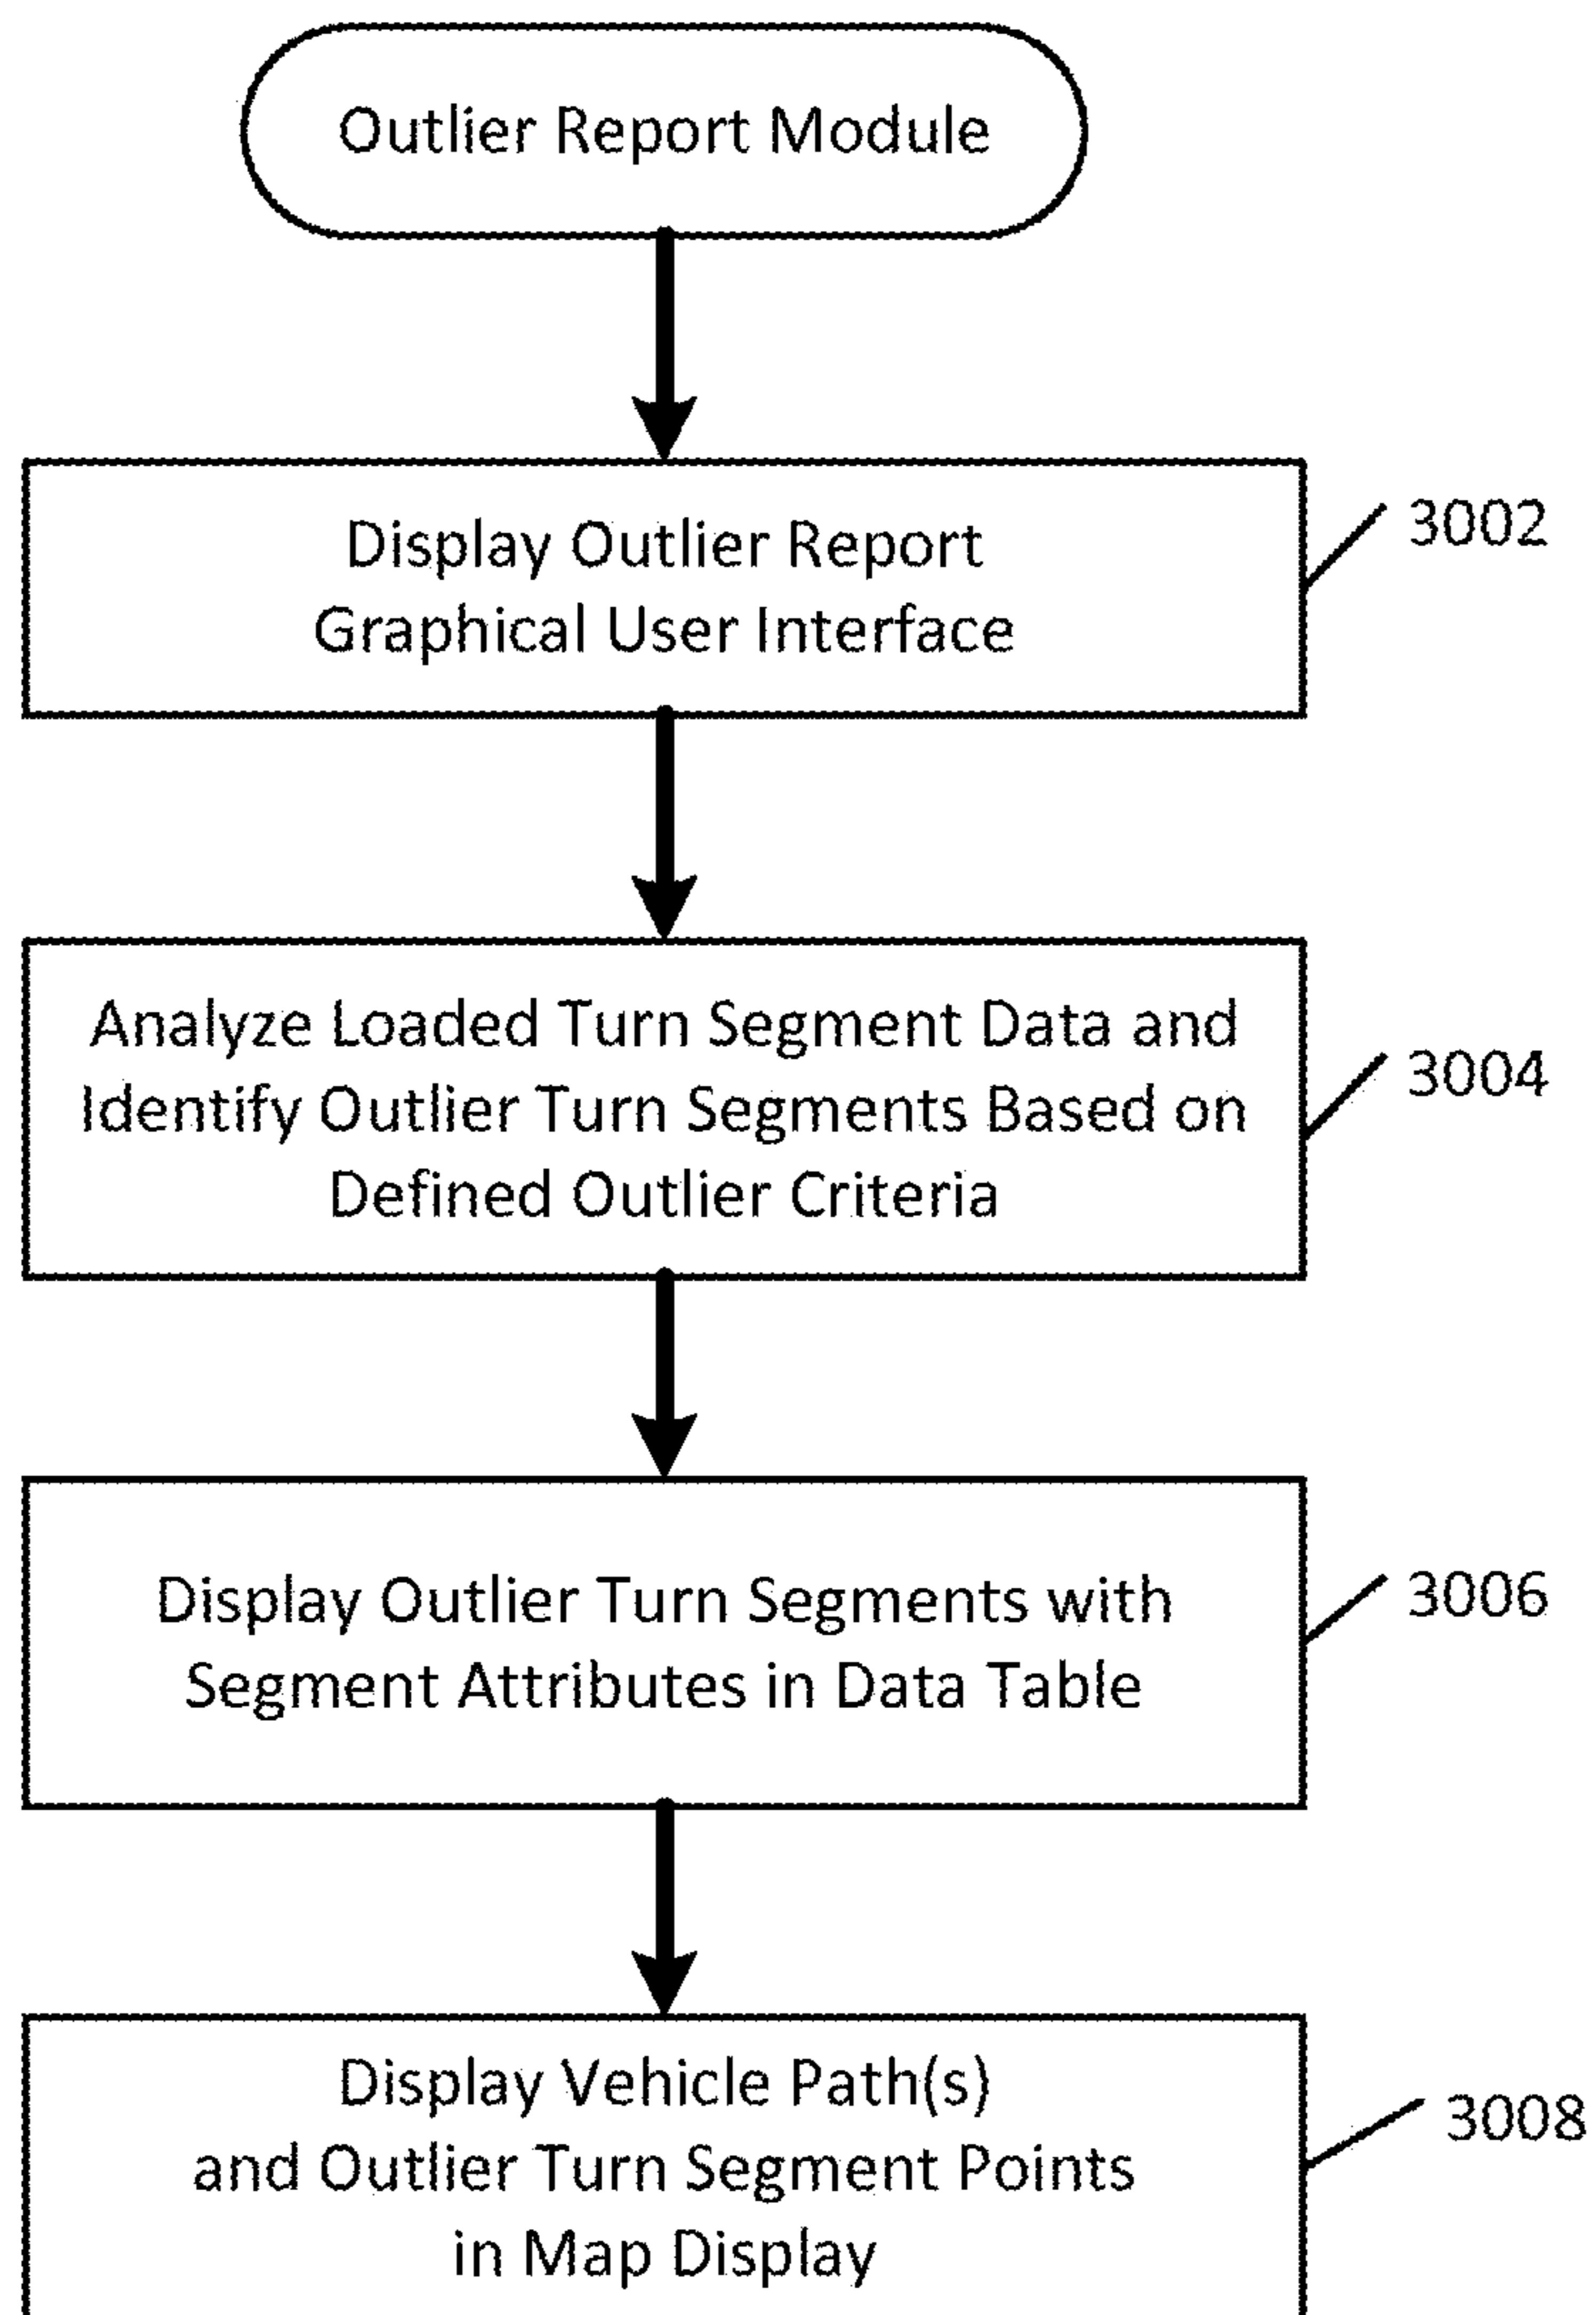 Outlier Report Module
Display Outlier Report
Graphical User Interface
3002
Analyze Loaded Turn Segment Data and
Identify Outlier Turn Segments Based on
Defined Outlier Criteria
3004
Display Outlier Turn Segments with
Segment Attributes in Data Table
3006
Display Vehicle Path(s)
and Outlier Turn Segment Points
in Map Display
3008